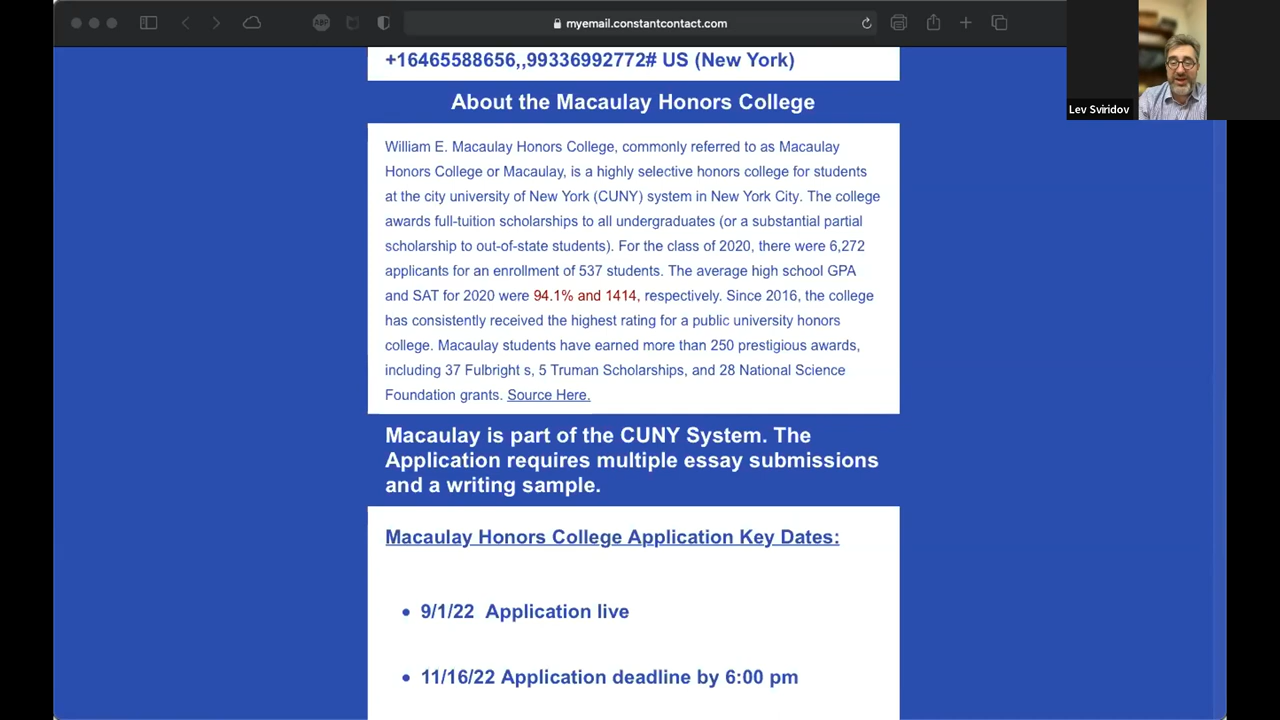 myemail.constantcontact.com
ABP
Lev Sviridov
+16465588656,,99336992772# US (New York)
About the Macaulay Honors College
William E. Macaulay Honors College, commonly referred to as Macaulay
Honors College or Macaulay, is a highly selective honors college for students
at the city university of New York (CUNY) system in New York City. The college
awards full-tuition scholarships to all undergraduates (or a substantial partial
scholarship to out-of-state students). For the class of 2020, there were 6,272
applicants for an enrollment of 537 students. The average high school GPA
and SAT for 2020 were 94.1% and 1414, respectively. Since 2016, the college
has consistently received the highest rating for a public university honors
college. Macaulay students have earned more than 250 prestigious awards,
including 37 Fulbright s, 5 Truman Scholarships, and 28 National Science
Foundation grants. Source Here.
Macaulay is part of the CUNY System. The
Application requires multiple essay submissions
and a writing sample.
Macaulay Honors College Application Key Dates:
• 9/1/22 Application live
• 11/16/22 Application deadline by 6:00 pm